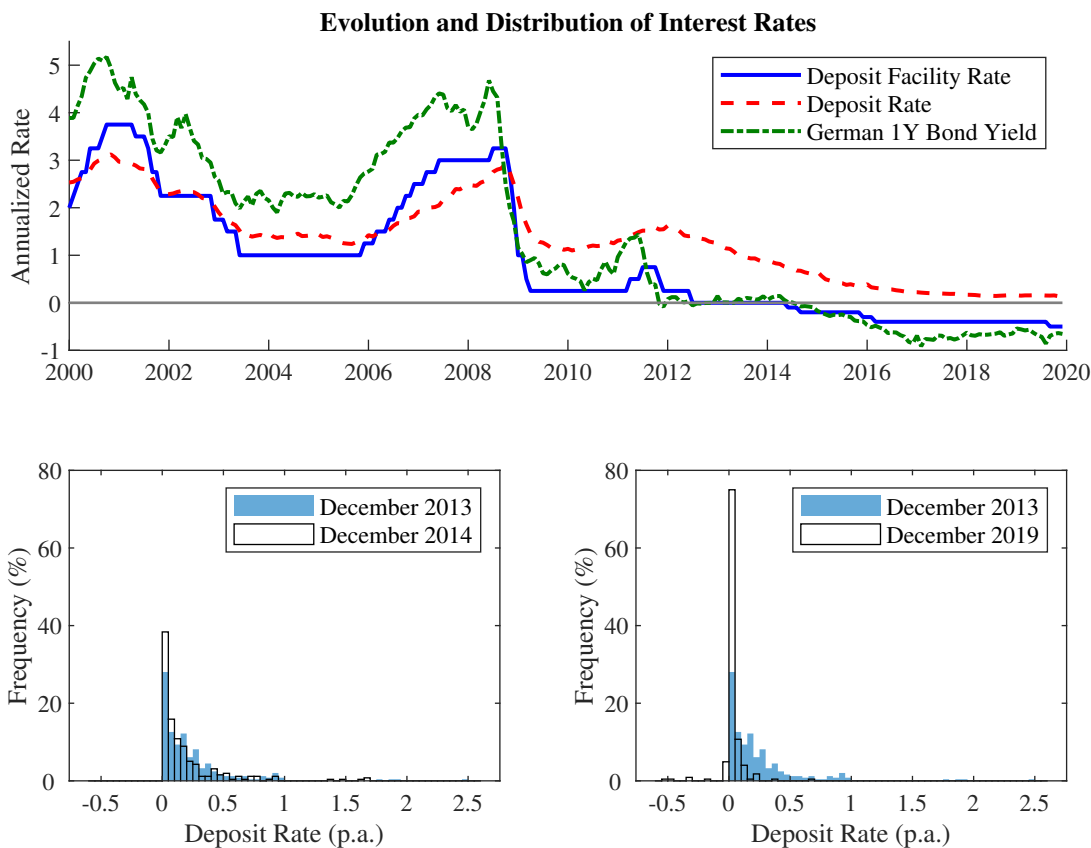 Evolution and Distribution of Interest Rates
Annualized Rate
5
4
3
2
1
0
-1
2000 2002 2004 2006 2008 2010 2012 2014 2016 2018 2020
Deposit Facility Rate
Deposit Rate
German 1Y Bond Yield
Frequency (%)
80
60
40
20
0
December 2013
December 2014
-0.5 0 0.5 1 1.5 2 2.5
Deposit Rate (p.a.)
Frequency (%)
80
60
40
20
0
December 2013
December 2019
-0.5 0 0.5 1 1.5 2 2.5
Deposit Rate (p.a.)